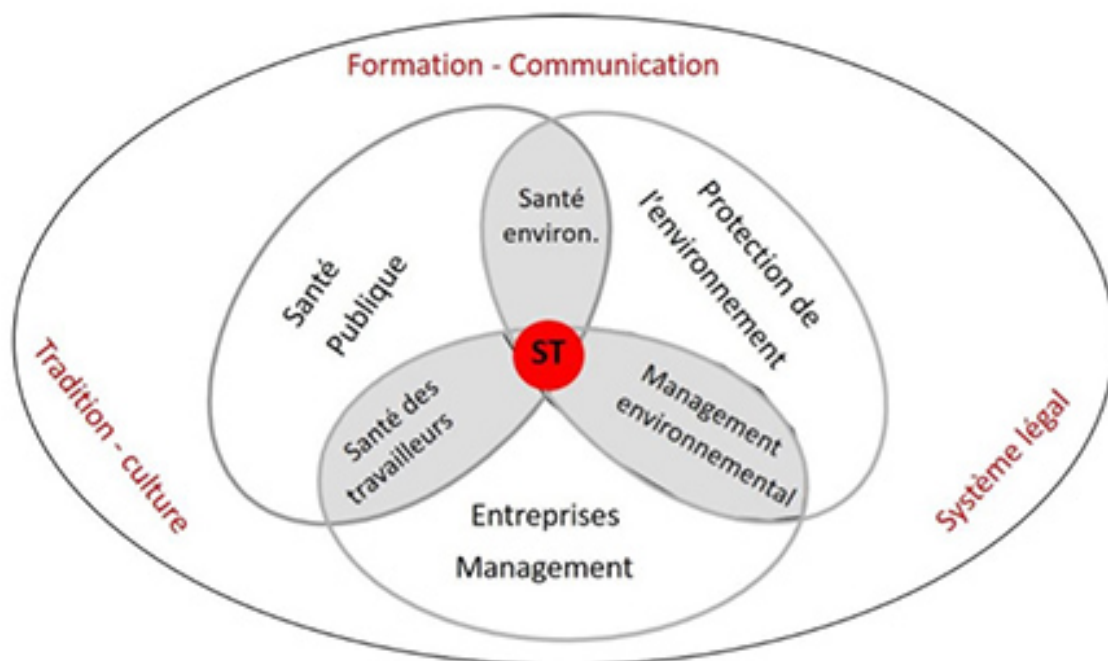 Formation - Communication
Santé
environ.
Protection de
l'environnement
Santé
Publique
ST
Tradition - culture
Santé des
travailleurs
Management
environnemental
Système légal
Entreprises
Management